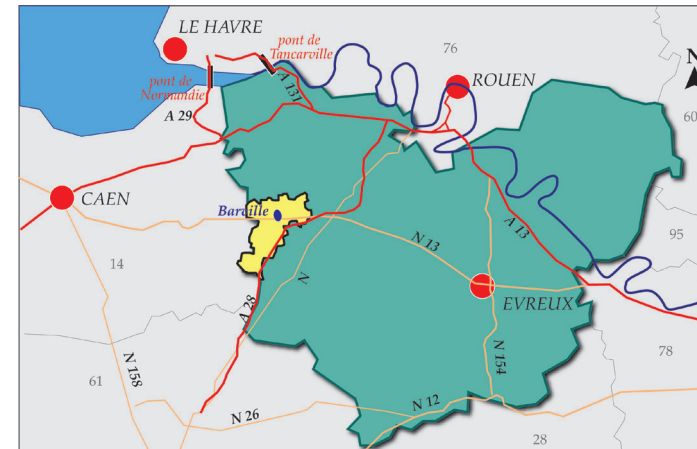 LE HAVRE
pont de
Tancarville
76
N
pont de
Normandie
A 131
ROUEN
A 29
60
CAEN
Barville
N 13
A 13
95
14
N
EVREUX
A 28
N 154
78
N 158
61
N 12
N 26
28